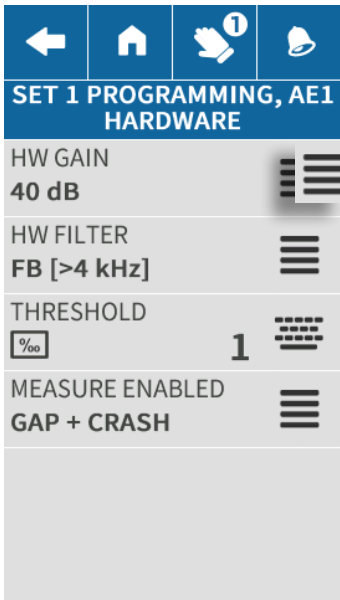 1
SET 1 PROGRAMMING, AE1
HARDWARE
HW GAIN
40 dB
HW FILTER
FB [>4 kHz]
THRESHOLD
‰ 1
MEASURE ENABLED
GAP + CRASH